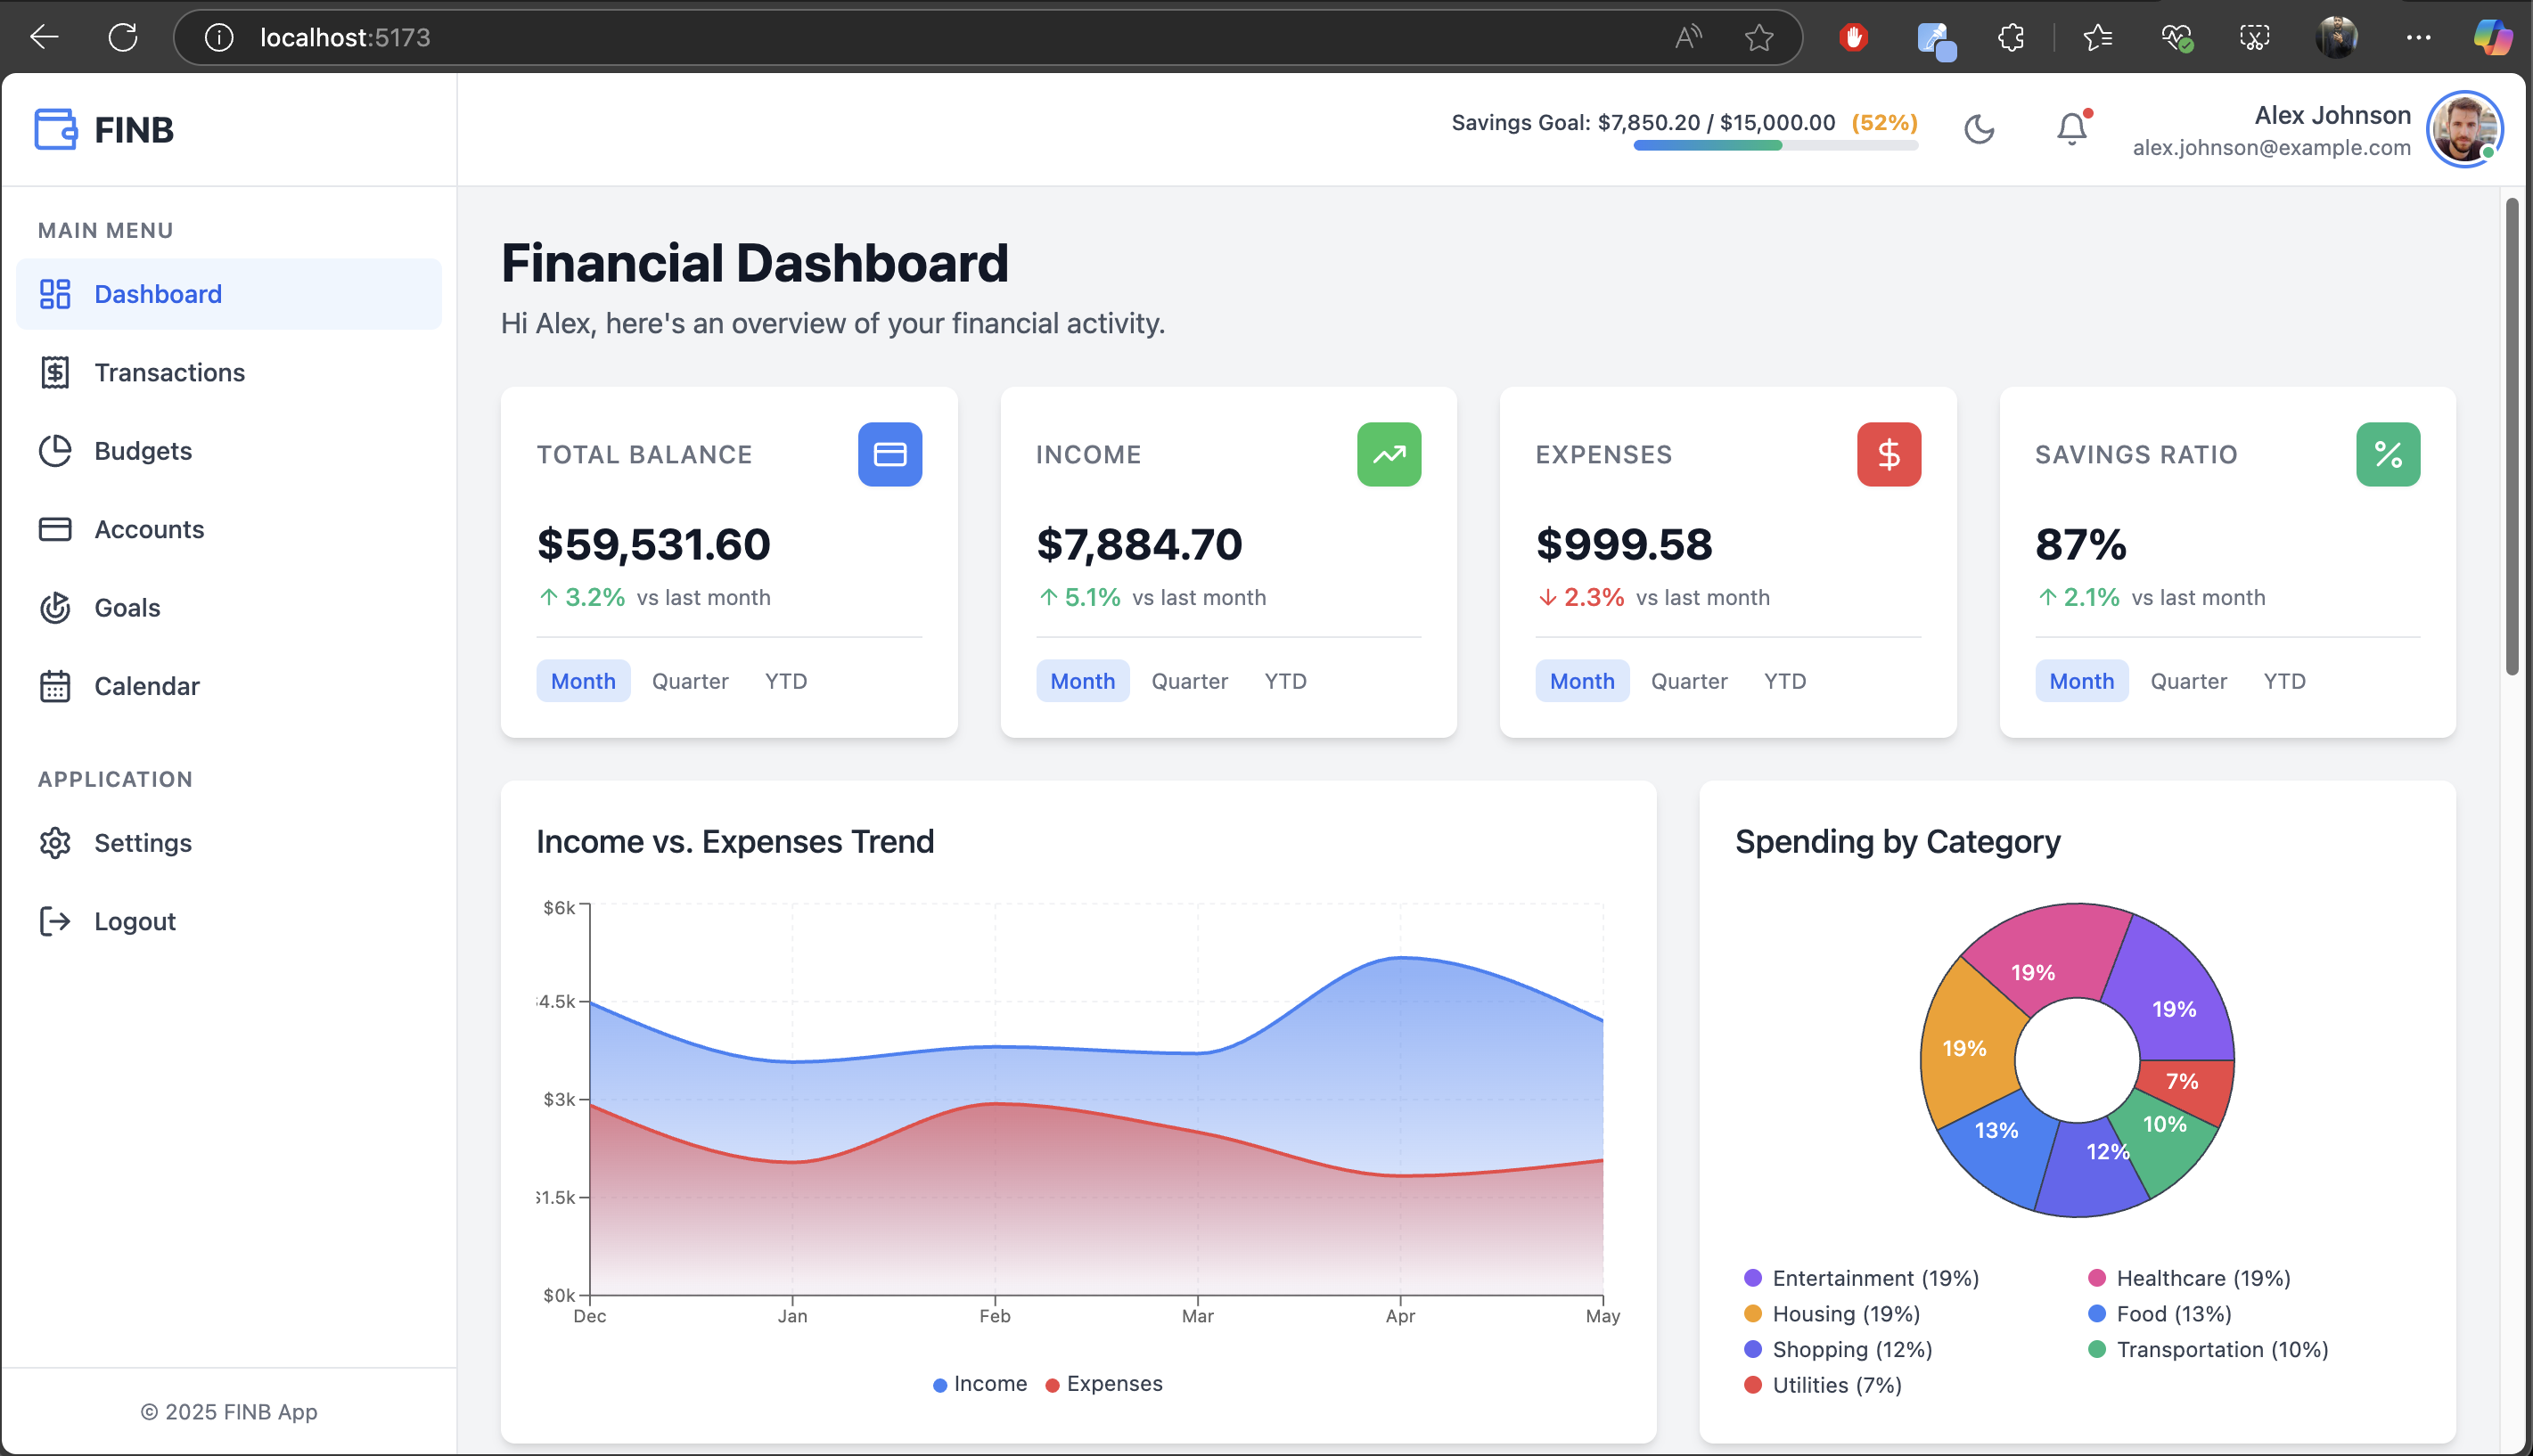 localhost:5173
FINB
Savings Goal: $7,850.20 / $15,000.00 (52%)
Alex Johnson
alex.johnson@example.com
MAIN MENU
Dashboard
Transactions
Budgets
Accounts
Goals
Calendar
APPLICATION
Settings
Logout
© 2025 FINB App
Financial Dashboard
Hi Alex, here's an overview of your financial activity.
TOTAL BALANCE
$59,531.60
↑ 3.2% vs last month
Month Quarter YTD
INCOME
$7,884.70
↑ 5.1% vs last month
Month Quarter YTD
EXPENSES
$
$999.58
↓ 2.3% vs last month
Month Quarter YTD
SAVINGS RATIO
%
87%
↑ 2.1% vs last month
Month Quarter YTD
Income vs. Expenses Trend
$6k
4.5k
$3k
1.5k
$0k
Dec Jan Feb Mar Apr May
Income Expenses
Spending by Category
19%
19%
19%
7%
10%
13%
12%
Entertainment (19%)
Healthcare (19%)
Housing (19%)
Food (13%)
Shopping (12%)
Transportation (10%)
Utilities (7%)